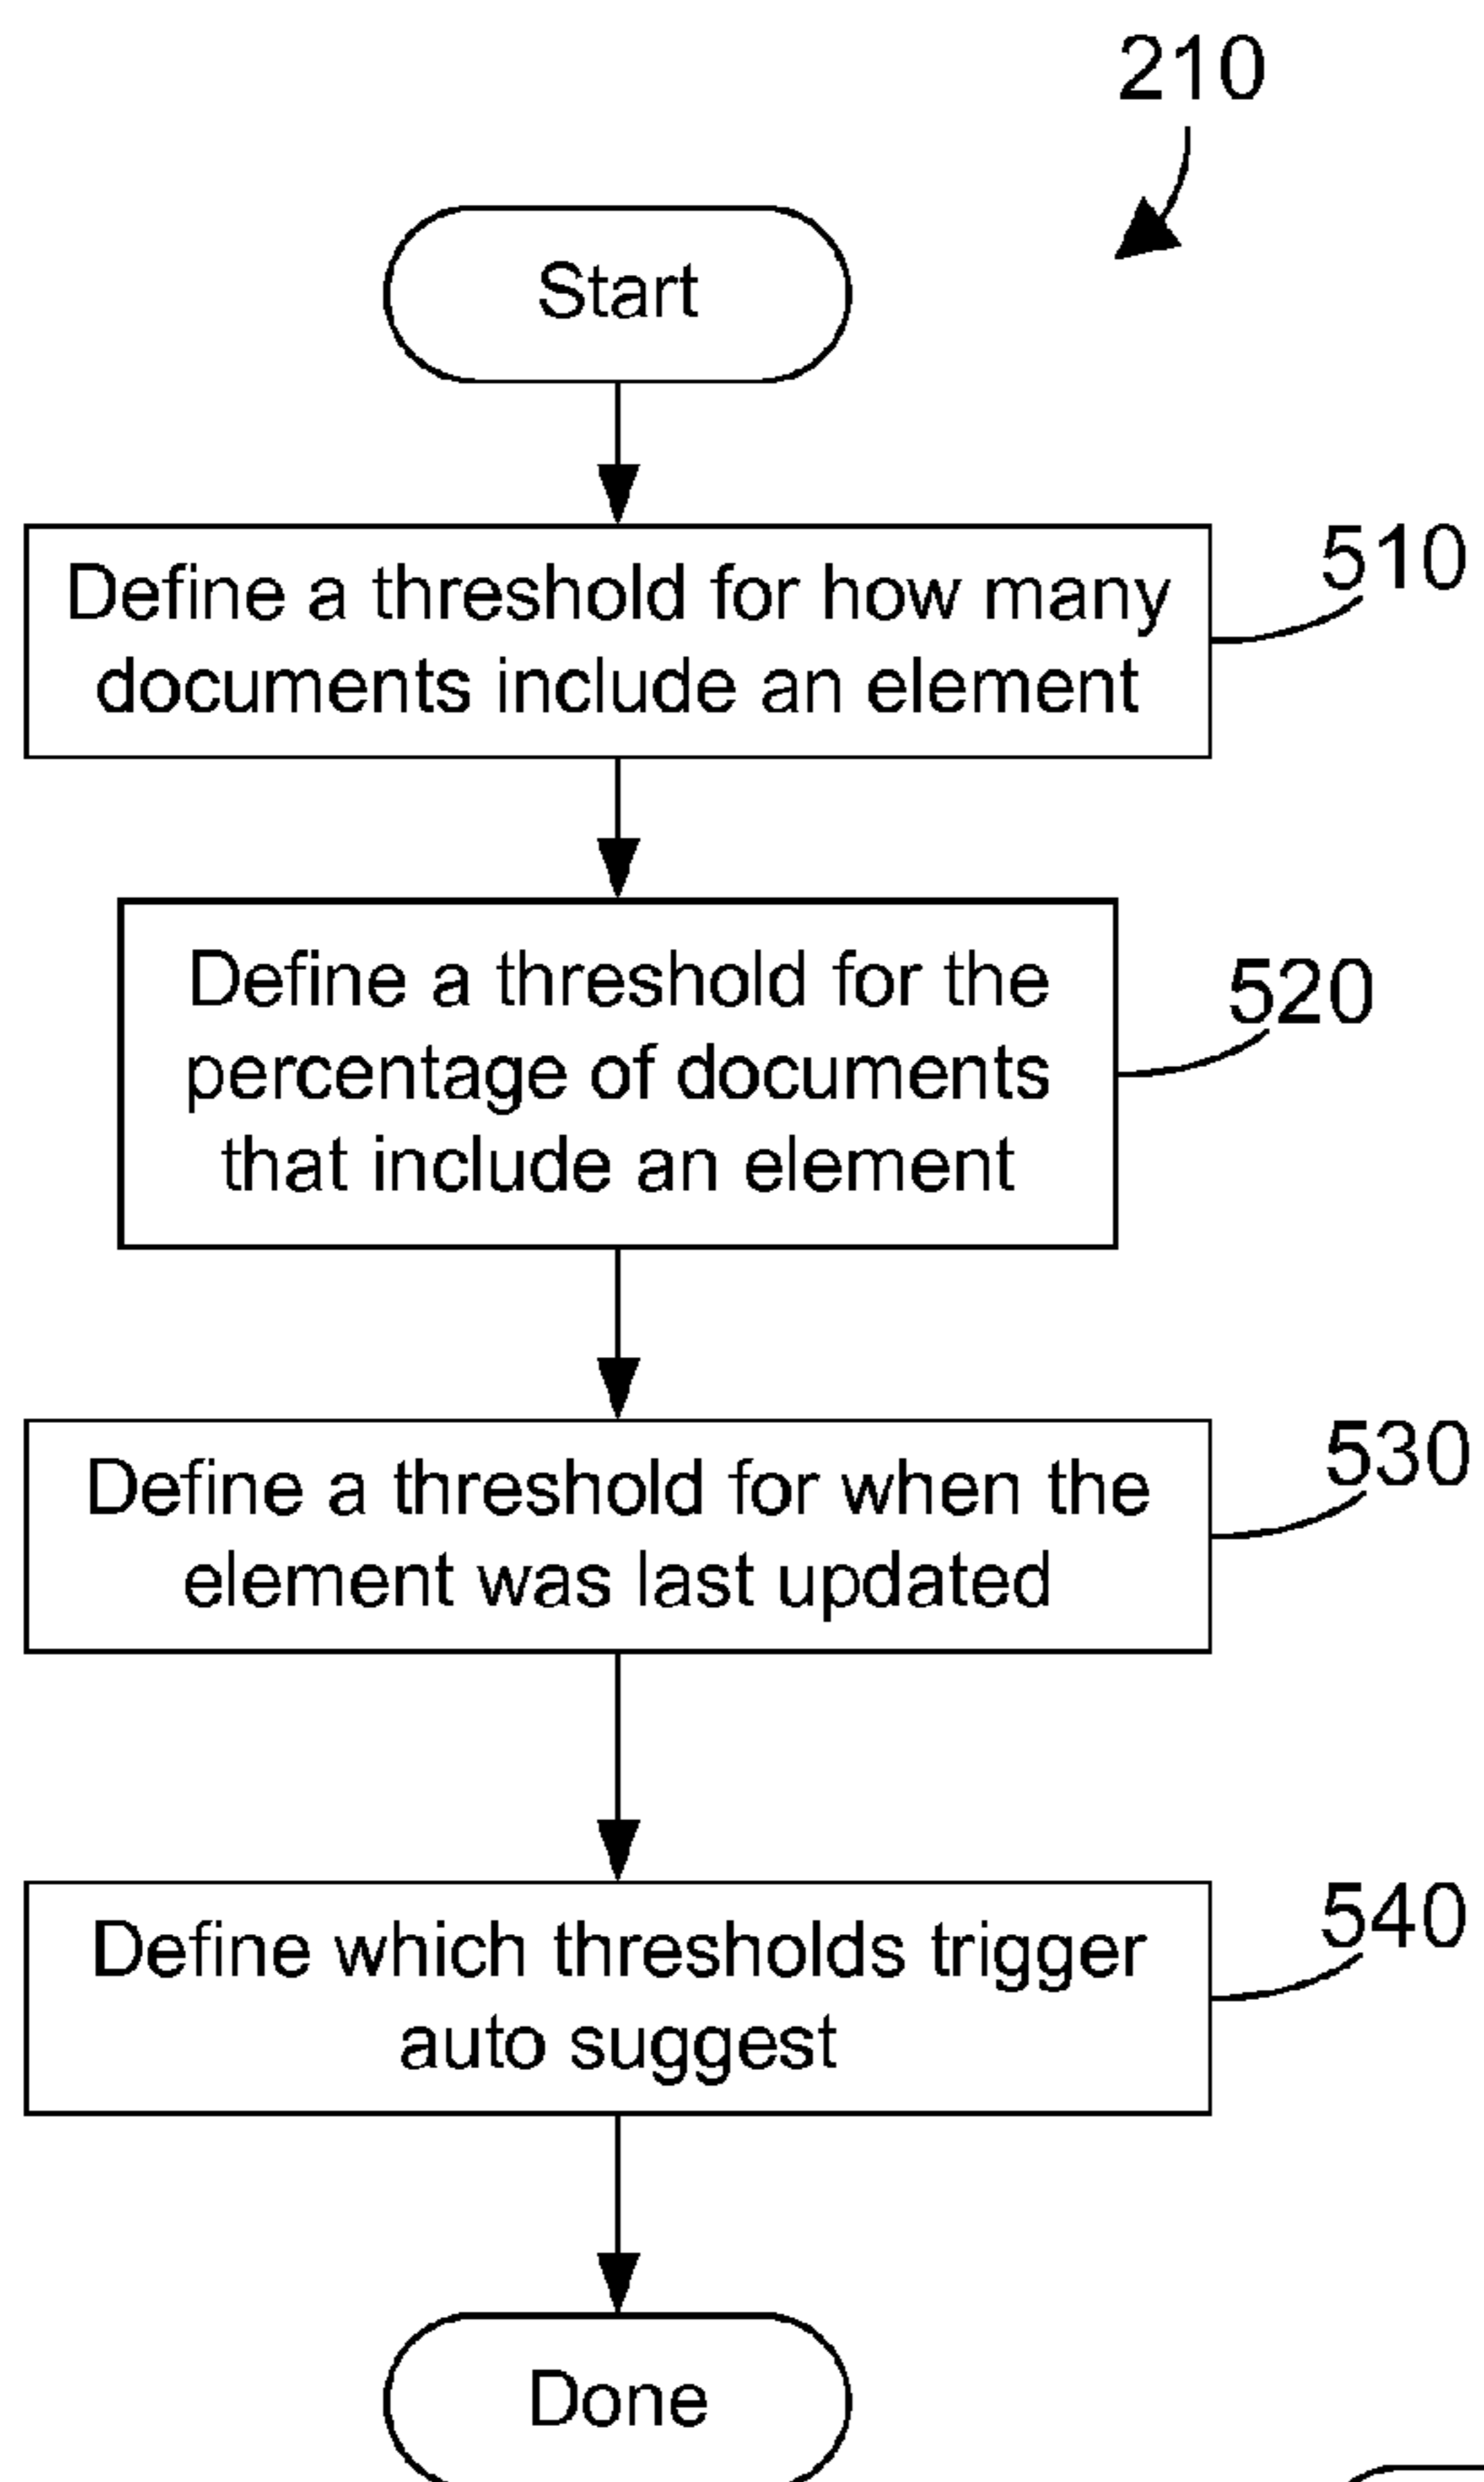 210
Start
Define a threshold for how many
documents include an element
510
Define a threshold for the
percentage of documents
that include an element
520
Define a threshold for when the
element was last updated
530
Define which thresholds trigger
auto suggest
540
Done